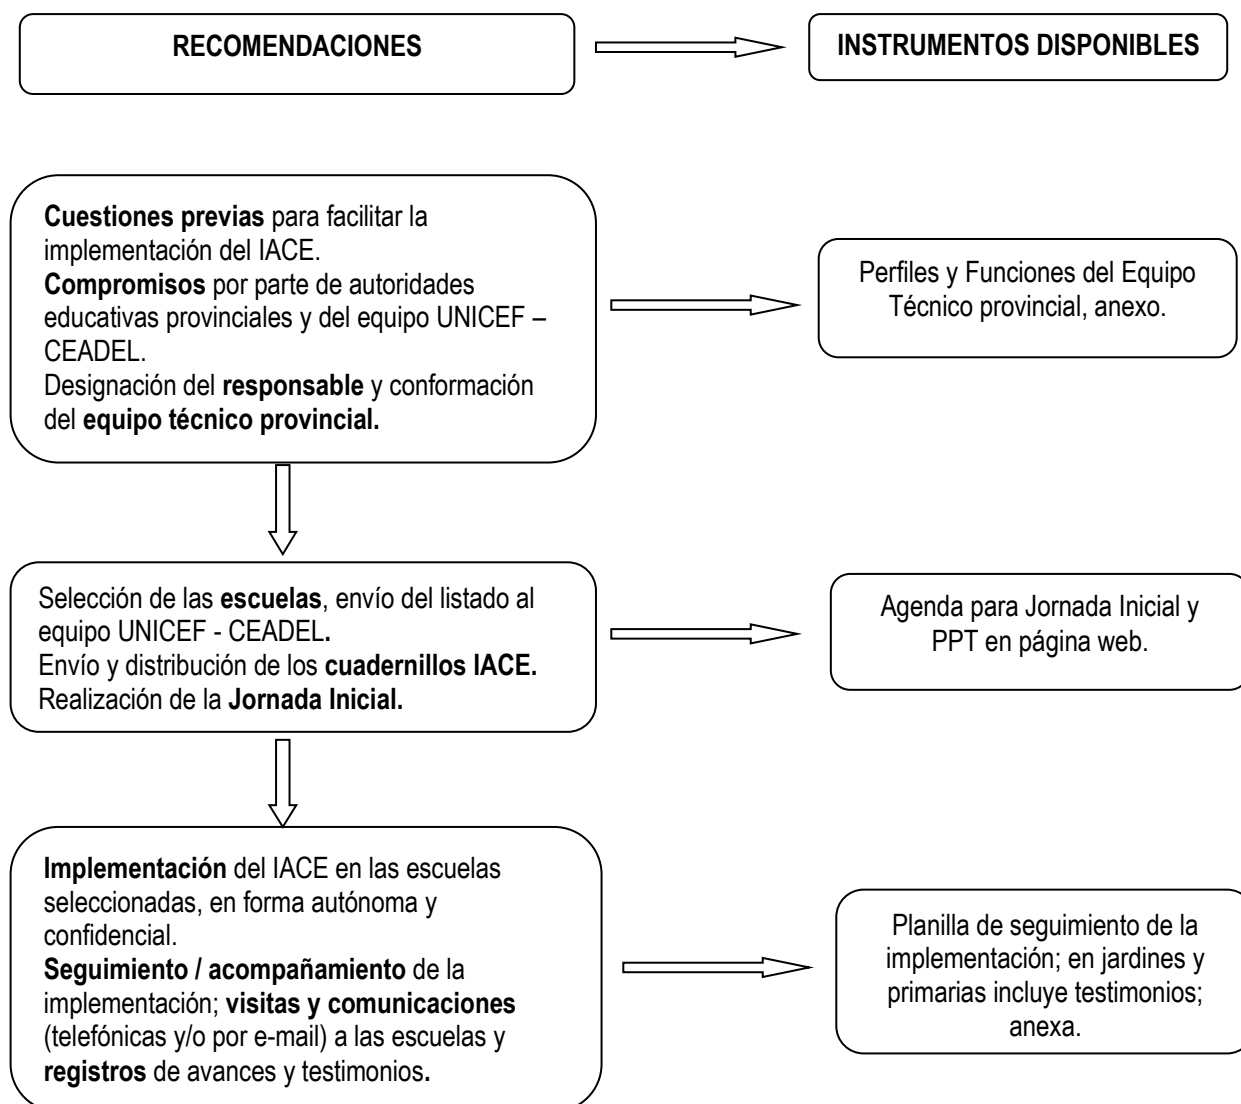 RECOMENDACIONES
INSTRUMENTOS DISPONIBLES
Cuestiones previas para facilitar la
implementación del IACE.
Compromisos por parte de autoridades
educativas provinciales y del equipo UNICEF –
CEADEL.
Designación del responsable y conformación
del equipo técnico provincial.
Perfiles y Funciones del Equipo
Técnico provincial, anexo.
Selección de las escuelas, envío del listado al
equipo UNICEF - CEADEL.
Envío y distribución de los cuadernillos IACE.
Realización de la Jornada Inicial.
Agenda para Jornada Inicial y
PPT en página web.
Implementación del IACE en las escuelas
seleccionadas, en forma autónoma y
confidencial.
Seguimiento / acompañamiento de la
implementación; visitas y comunicaciones
(telefónicas y/o por e-mail) a las escuelas y
registros de avances y testimonios.
Planilla de seguimiento de la
implementación; en jardines y
primarias incluye testimonios;
anexa.